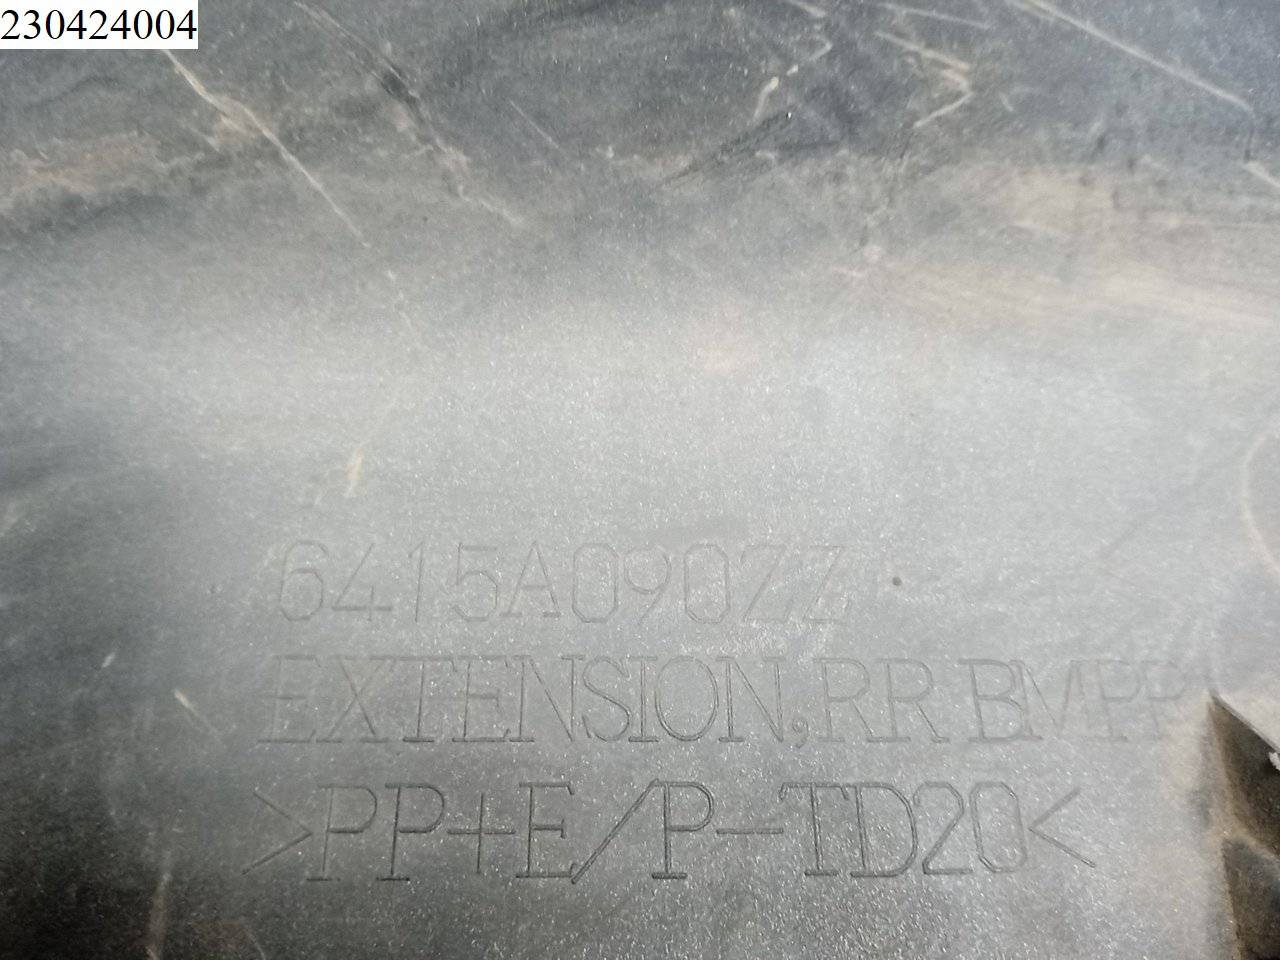 230424004
6415A090ZZ
EXTENSION, RR BMPR
>PP+E/P-TD20<